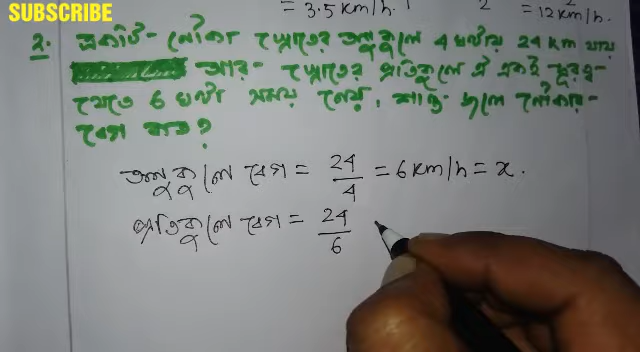 SUBSCRIBE
= 3.5 km/h. 2 = 12 km/h.
২. একটি নৌকা স্রোতের অনুকূলে 4 ঘন্টায় 24 km যায়
আর স্রোতের প্রতিকূলে ঐ একই দূরত্ব
যেতে 6 ঘন্টা সময় নেয়, শান্ত জলে নৌকার
বেগ কত?
অনুকূলে বেগ = 24/4 = 6 km/h = x.
প্রতিকূলে বেগ = 24/6